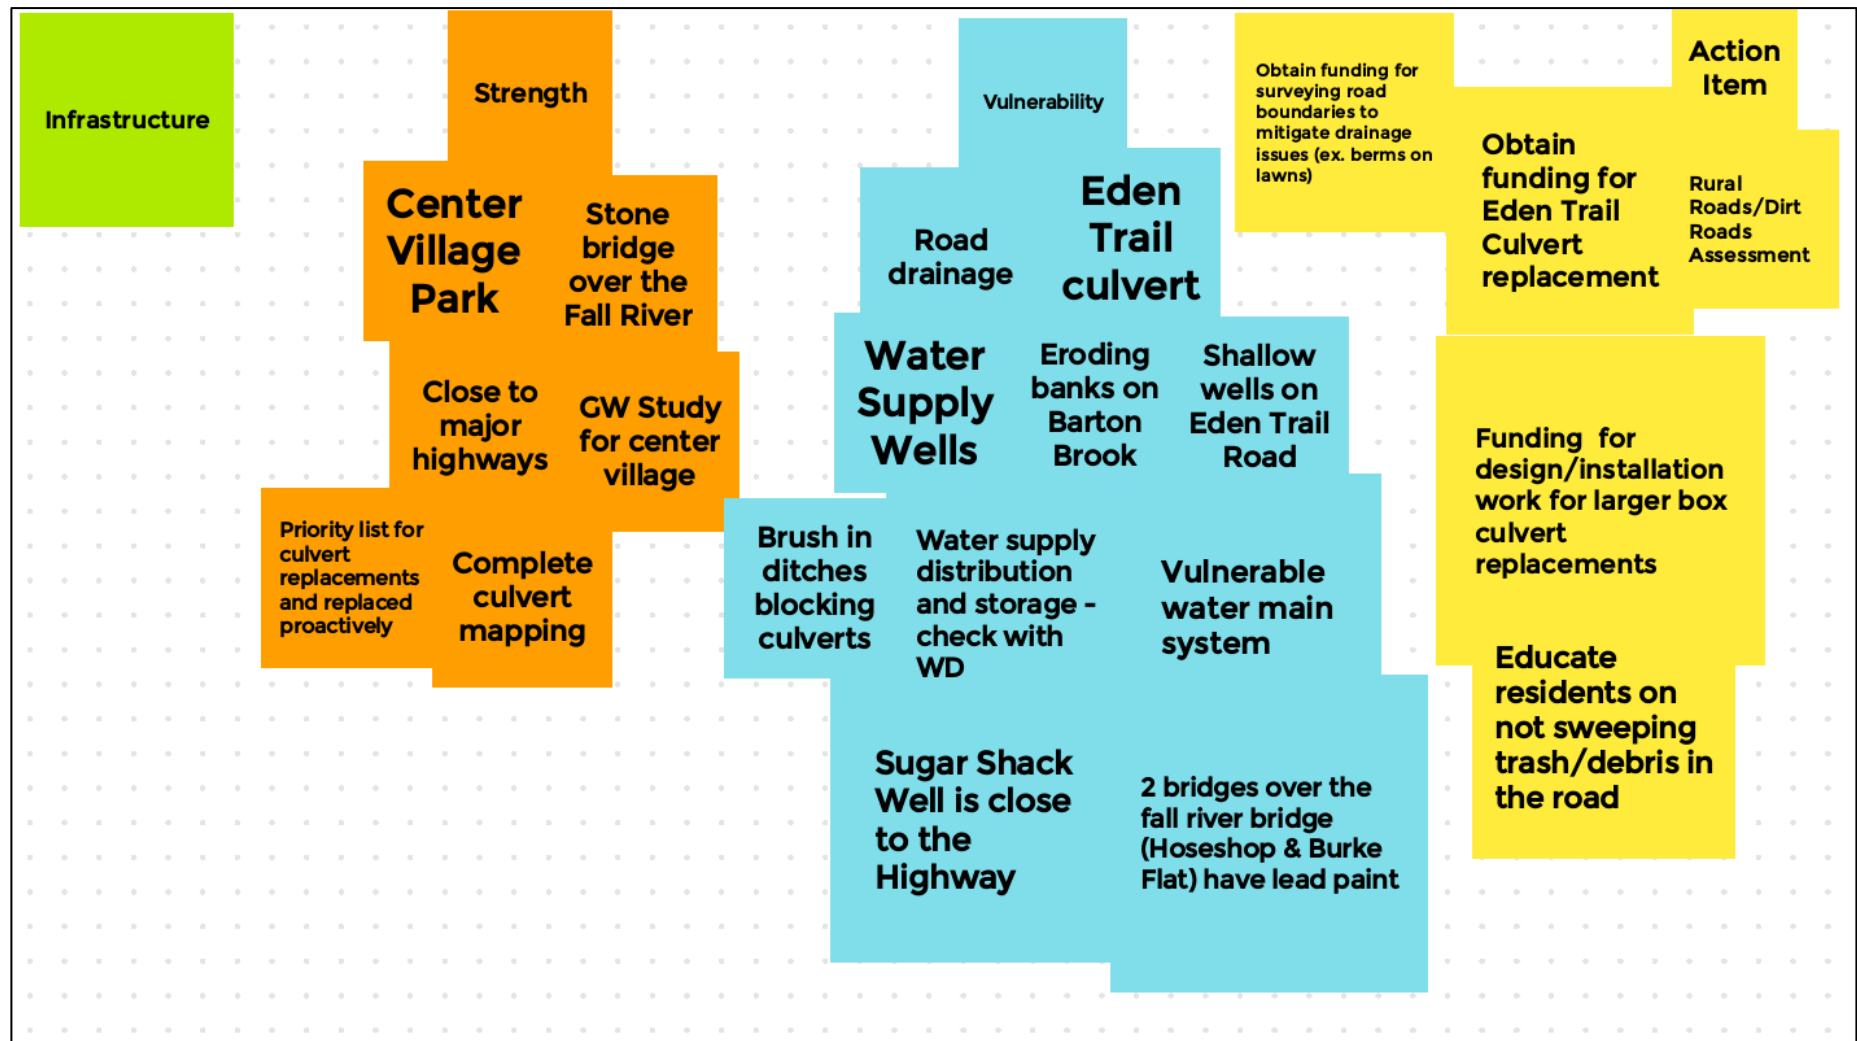 Infrastructure
Strength
Center
Village
Park
Stone
bridge
over the
Fall River
Close to
major
highways
GW Study
for center
village
Priority list for
culvert
replacements
and replaced
proactively
Complete
culvert
mapping
Vulnerability
Road
drainage
Eden
Trail
culvert
Water
Supply
Wells
Eroding
banks on
Barton
Brook
Shallow
wells on
Eden Trail
Road
Brush in
ditches
blocking
culverts
Water supply
distribution
and storage -
check with
WD
Vulnerable
water main
system
Sugar Shack
Well is close
to the
Highway
2 bridges over the
fall river bridge
(Hoseshop & Burke
Flat) have lead paint
Action
Item
Obtain funding for
surveying road
boundaries to
mitigate drainage
issues (ex. berms on
lawns)
Obtain
funding for
Eden Trail
Culvert
replacement
Rural
Roads/Dirt
Roads
Assessment
Funding  for
design/installation
work for larger box
culvert
replacements
Educate
residents on
not sweeping
trash/debris in
the road